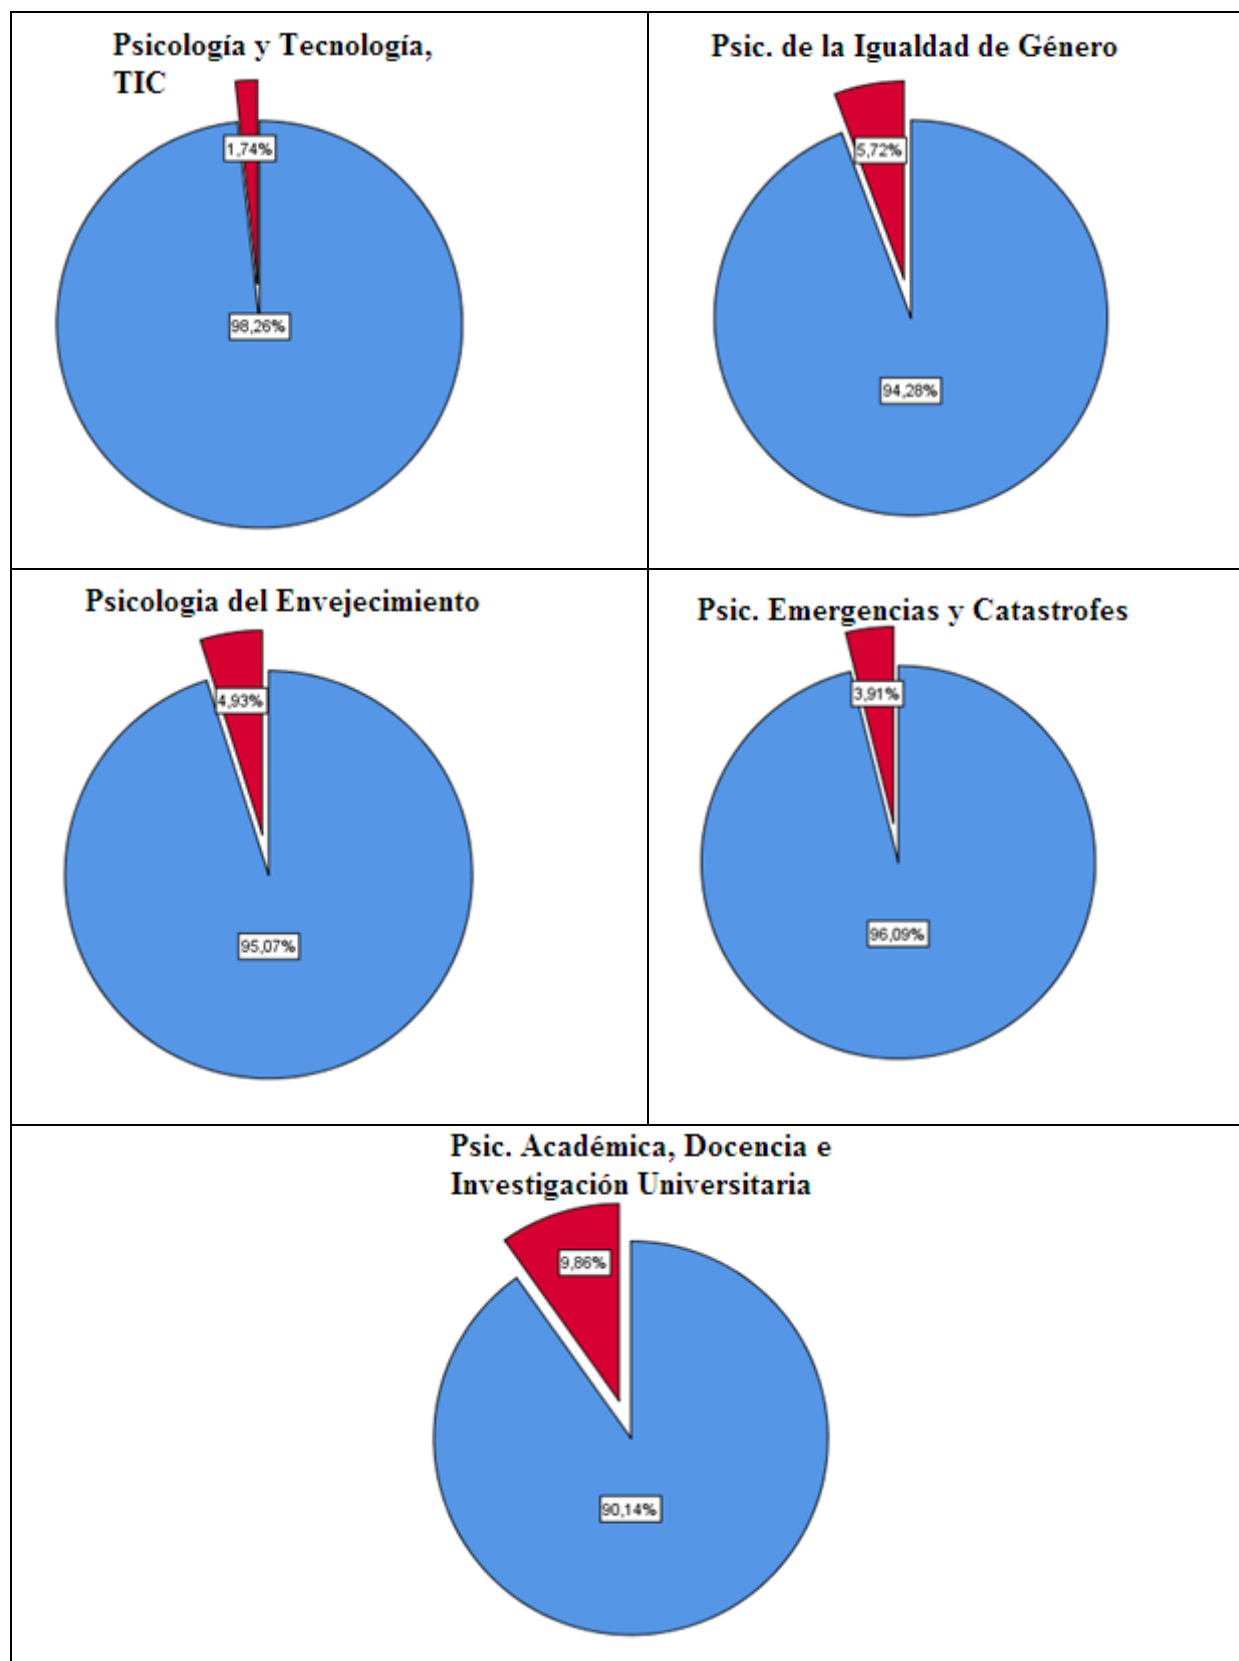 Psicología y Tecnología,
TIC
1,74%
98,26%
Psic. de la Igualdad de Género
5,72%
94,28%
Psicologia del Envejecimiento
4,93%
95,07%
Psic. Emergencias y Catastrofes
3,91%
96,09%
Psic. Académica, Docencia e
Investigación Universitaria
9,86%
90,14%